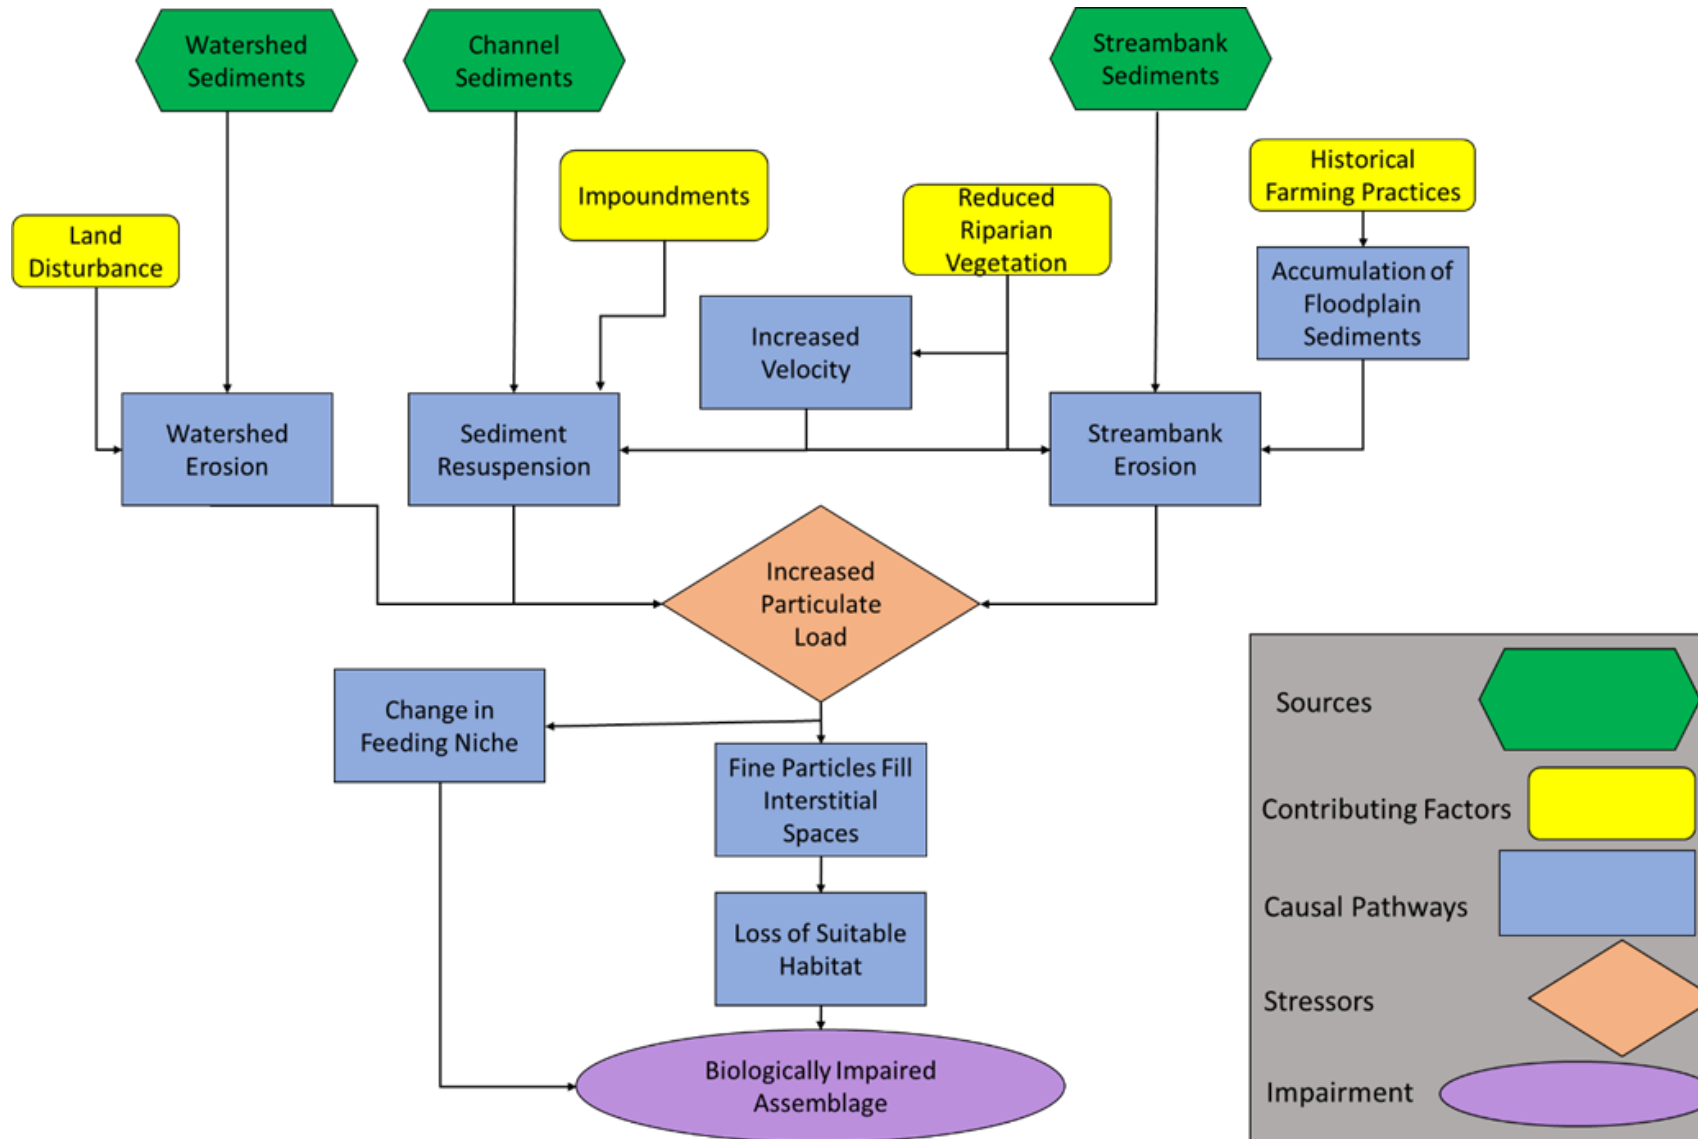 Watershed
Sediments
Channel
Sediments
Streambank
Sediments
Historical
Farming Practices
Impoundments
Reduced
Riparian
Vegetation
Land
Disturbance
Accumulation of
Floodplain
Sediments
Increased
Velocity
Watershed
Erosion
Sediment
Resuspension
Streambank
Erosion
Increased
Particulate
Load
Change in
Feeding Niche
Fine Particles Fill
Interstitial
Spaces
Loss of Suitable
Habitat
Biologically Impaired
Assemblage
Sources
Contributing Factors
Causal Pathways
Stressors
Impairment